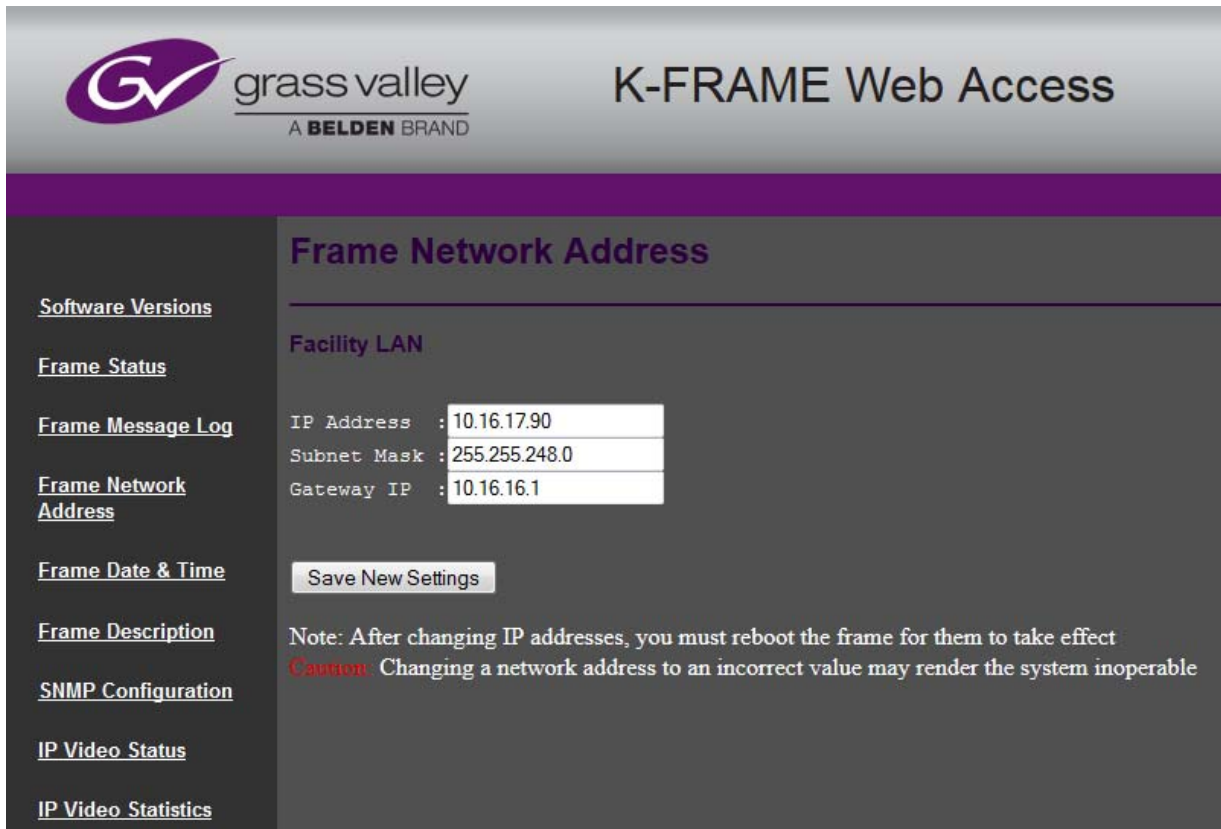 GV grass valley
A BELDEN BRAND
K-FRAME Web Access
Software Versions
Frame Status
Frame Message Log
Frame Network
Address
Frame Date & Time
Frame Description
SNMP Configuration
IP Video Status
IP Video Statistics
Frame Network Address
Facility LAN
IP Address : 10.16.17.90
Subnet Mask : 255.255.248.0
Gateway IP : 10.16.16.1
Save New Settings
Note: After changing IP addresses, you must reboot the frame for them to take effect
Caution: Changing a network address to an incorrect value may render the system inoperable